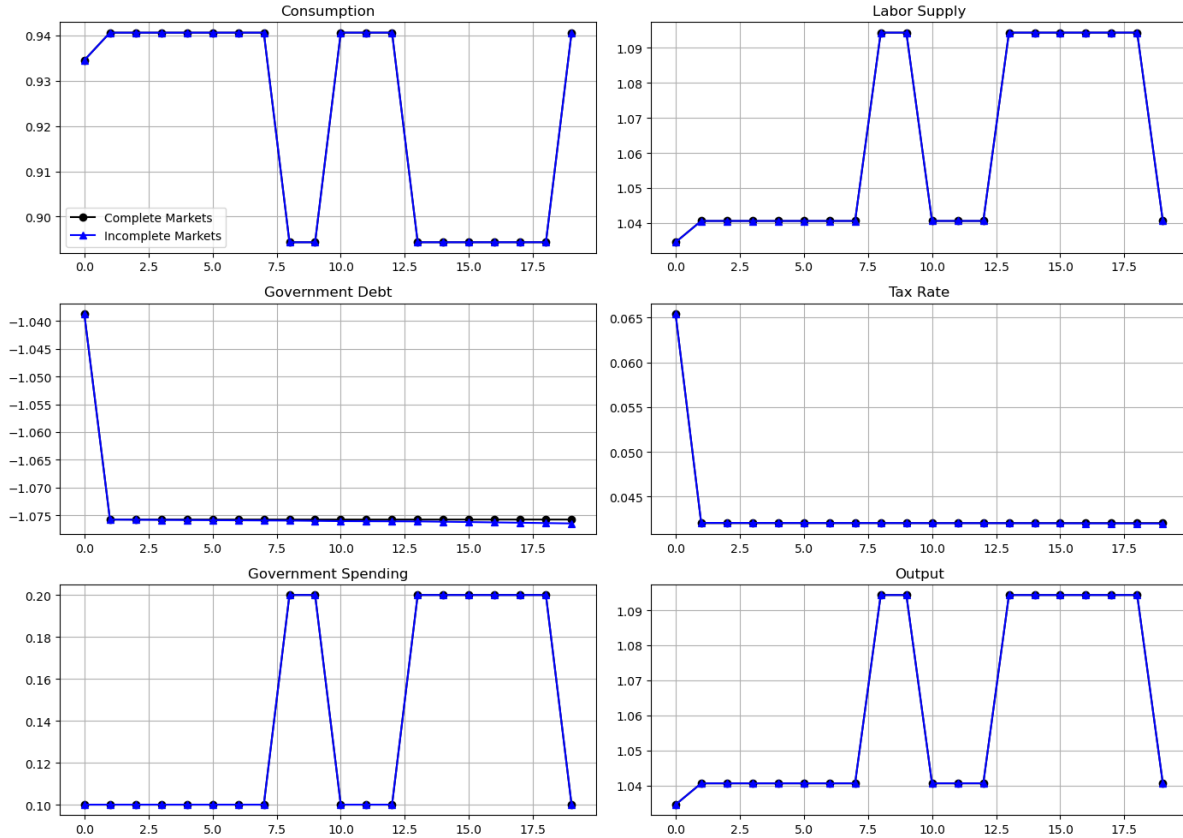 Consumption
0.94
0.93
0.92
0.91
0.90
Complete Markets
Incomplete Markets
0.0 2.5 5.0 7.5 10.0 12.5 15.0 17.5
Labor Supply
1.09
1.08
1.07
1.06
1.05
1.04
0.0 2.5 5.0 7.5 10.0 12.5 15.0 17.5
Government Debt
−1.040
−1.045
−1.050
−1.055
−1.060
−1.065
−1.070
−1.075
0.0 2.5 5.0 7.5 10.0 12.5 15.0 17.5
Tax Rate
0.065
0.060
0.055
0.050
0.045
0.0 2.5 5.0 7.5 10.0 12.5 15.0 17.5
Government Spending
0.20
0.18
0.16
0.14
0.12
0.10
0.0 2.5 5.0 7.5 10.0 12.5 15.0 17.5
Output
1.09
1.08
1.07
1.06
1.05
1.04
0.0 2.5 5.0 7.5 10.0 12.5 15.0 17.5